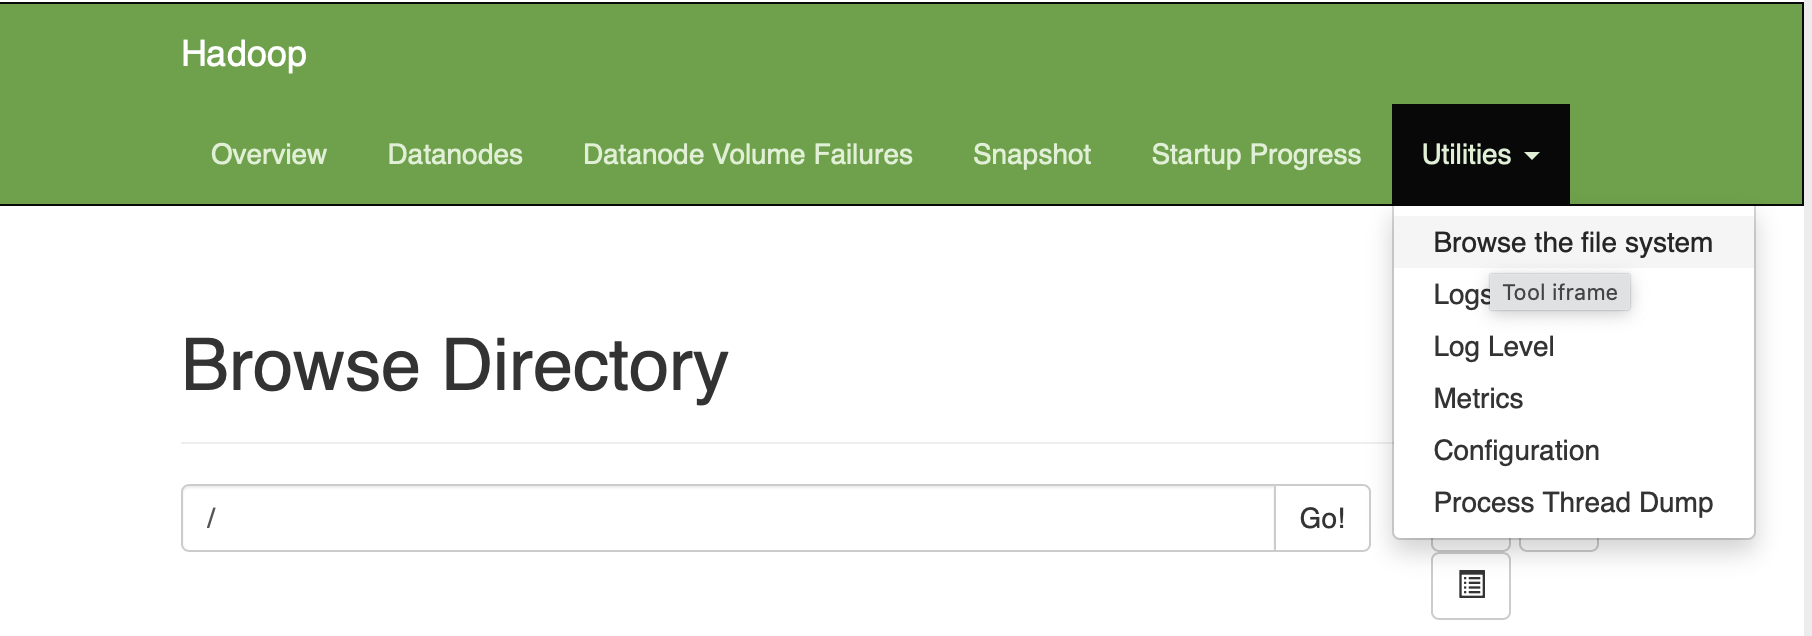 Hadoop
Overview Datanodes Datanode Volume Failures Snapshot Startup Progress Utilities
Browse the file system
Logs
Tool iframe
Log Level
Metrics
Configuration
Process Thread Dump
Browse Directory
/ Go!